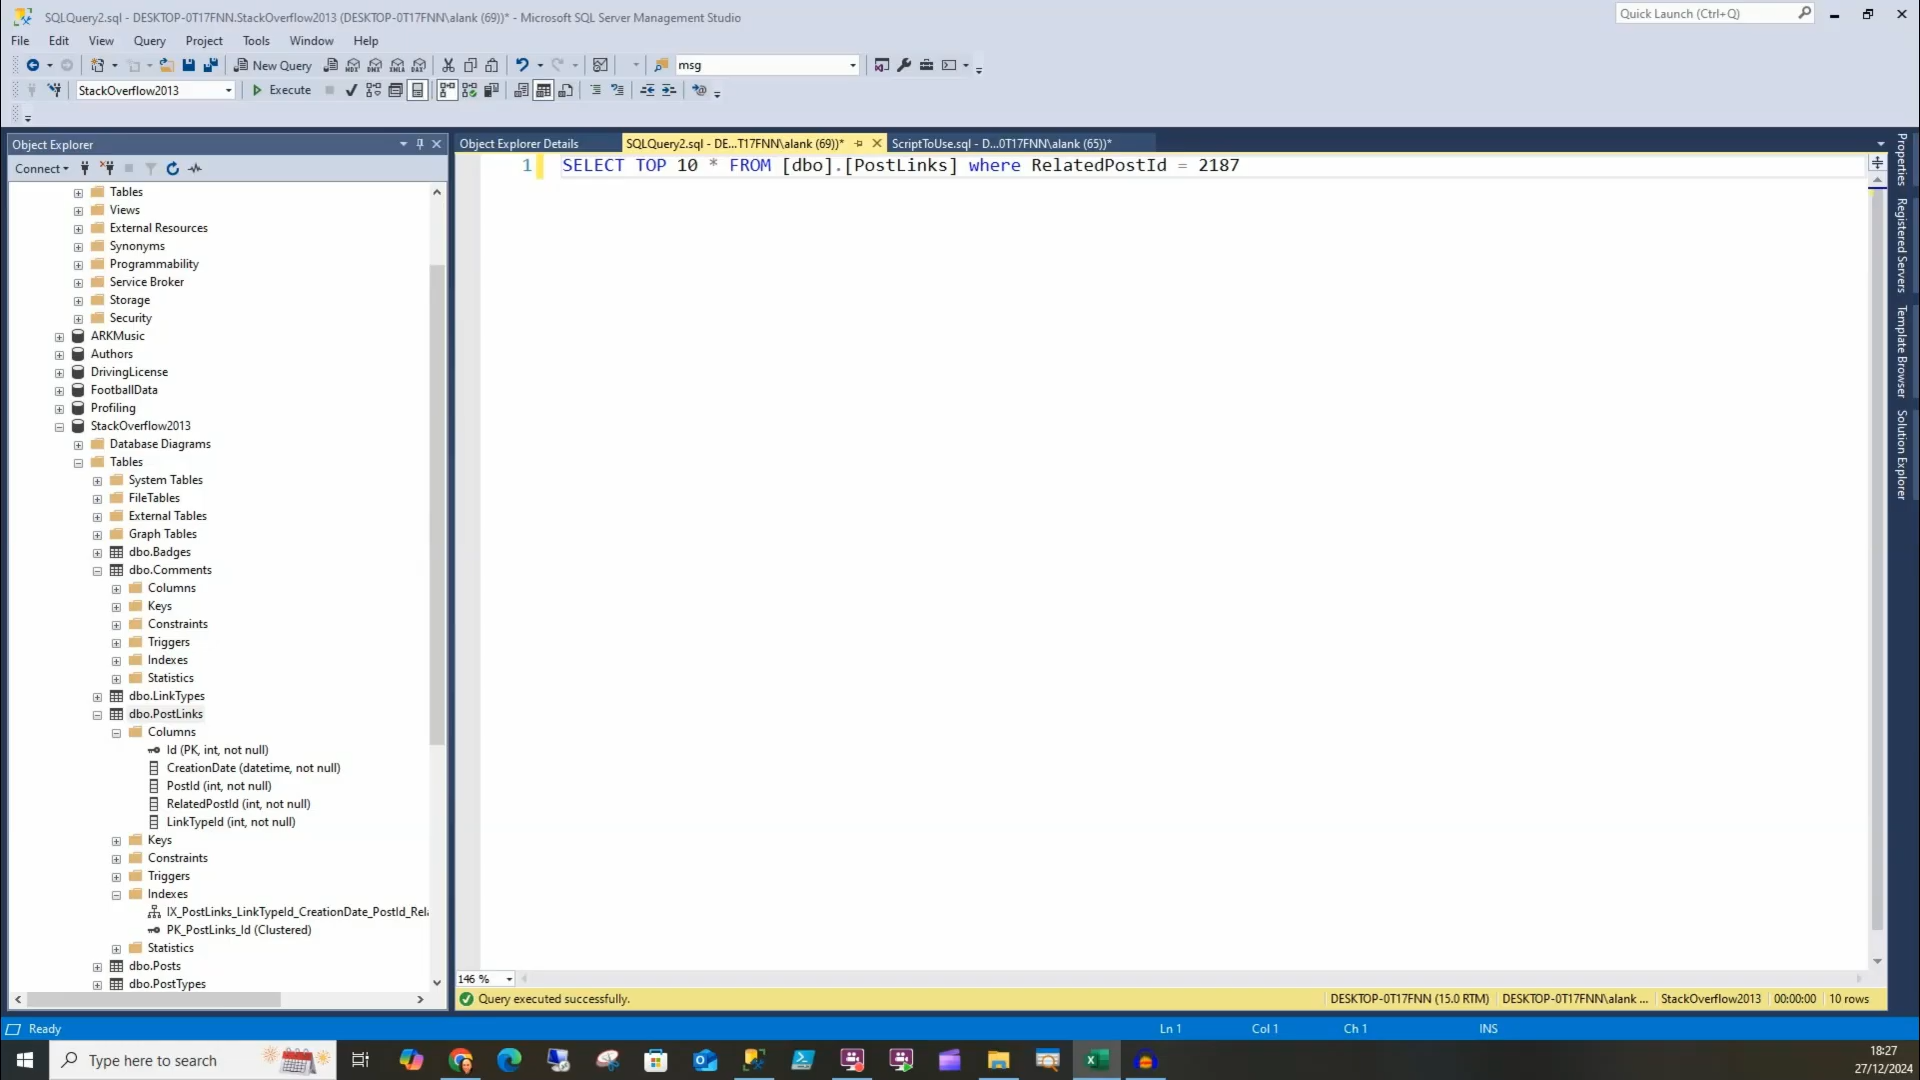 SQLQuery2.sql - DESKTOP-0T17FNN.StackOverflow2013 (DESKTOP-0T17FNN\alank (69))* - Microsoft SQL Server Management Studio
Quick Launch (Ctrl+Q)
File Edit View Query Project Tools Window Help
New Query MDX DMX XMLA DAX msg
StackOverflow2013 Execute
Object Explorer
Object Explorer Details
SQLQuery2.sql - DE...T17FNN\alank (69))*
ScriptToUse.sql - D...0T17FNN\alank (65))*
Connect
1 SELECT TOP 10 * FROM [dbo].[PostLinks] where RelatedPostId = 2187
Tables
Views
External Resources
Synonyms
Programmability
Service Broker
Storage
Security
ARKMusic
Authors
DrivingLicense
FootballData
Profiling
StackOverflow2013
Database Diagrams
Tables
System Tables
FileTables
External Tables
Graph Tables
dbo.Badges
dbo.Comments
Columns
Keys
Constraints
Triggers
Indexes
Statistics
dbo.LinkTypes
dbo.PostLinks
Columns
Id (PK, int, not null)
CreationDate (datetime, not null)
PostId (int, not null)
RelatedPostId (int, not null)
LinkTypeId (int, not null)
Keys
Constraints
Triggers
Indexes
IX_PostLinks_LinkTypeId_CreationDate_PostId_Rela
PK_PostLinks_Id (Clustered)
Statistics
dbo.Posts
dbo.PostTypes
Properties
Registered Servers
Template Browser
Solution Explorer
146 %
Query executed successfully.
DESKTOP-0T17FNN (15.0 RTM) DESKTOP-0T17FNN\alank ... StackOverflow2013 00:00:00 10 rows
Ready Ln 1 Col 1 Ch 1 INS
Type here to search
18:27
27/12/2024